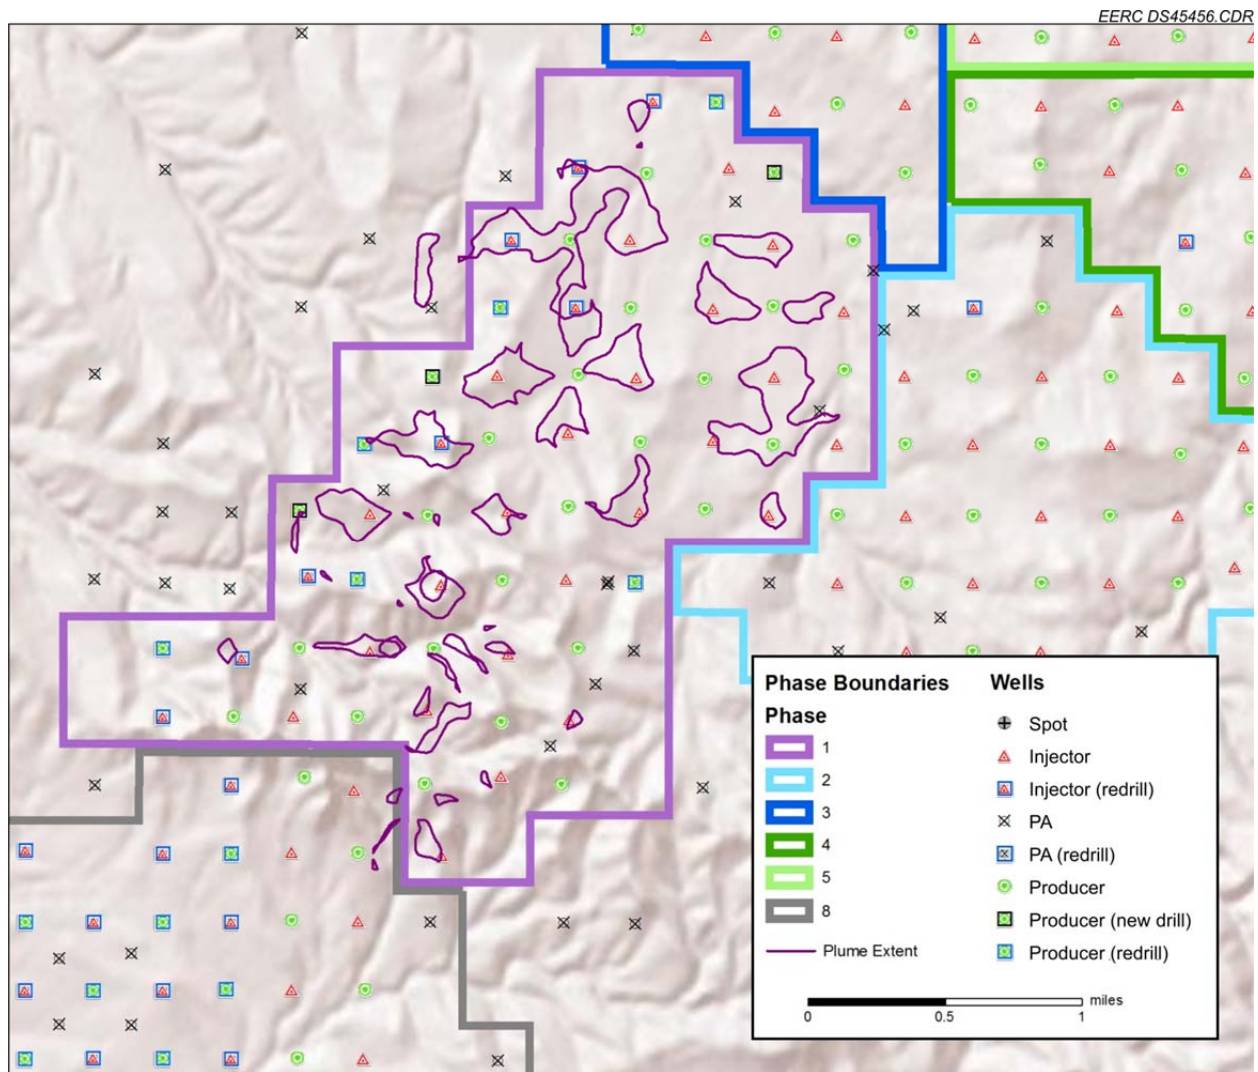 EERC DS45456.CDR
Phase Boundaries
Phase
1
2
3
4
5
8
Plume Extent
Wells
Spot
Injector
Injector (redrill)
PA
PA (redrill)
Producer
Producer (new drill)
Producer (redrill)
miles
0 0.5 1